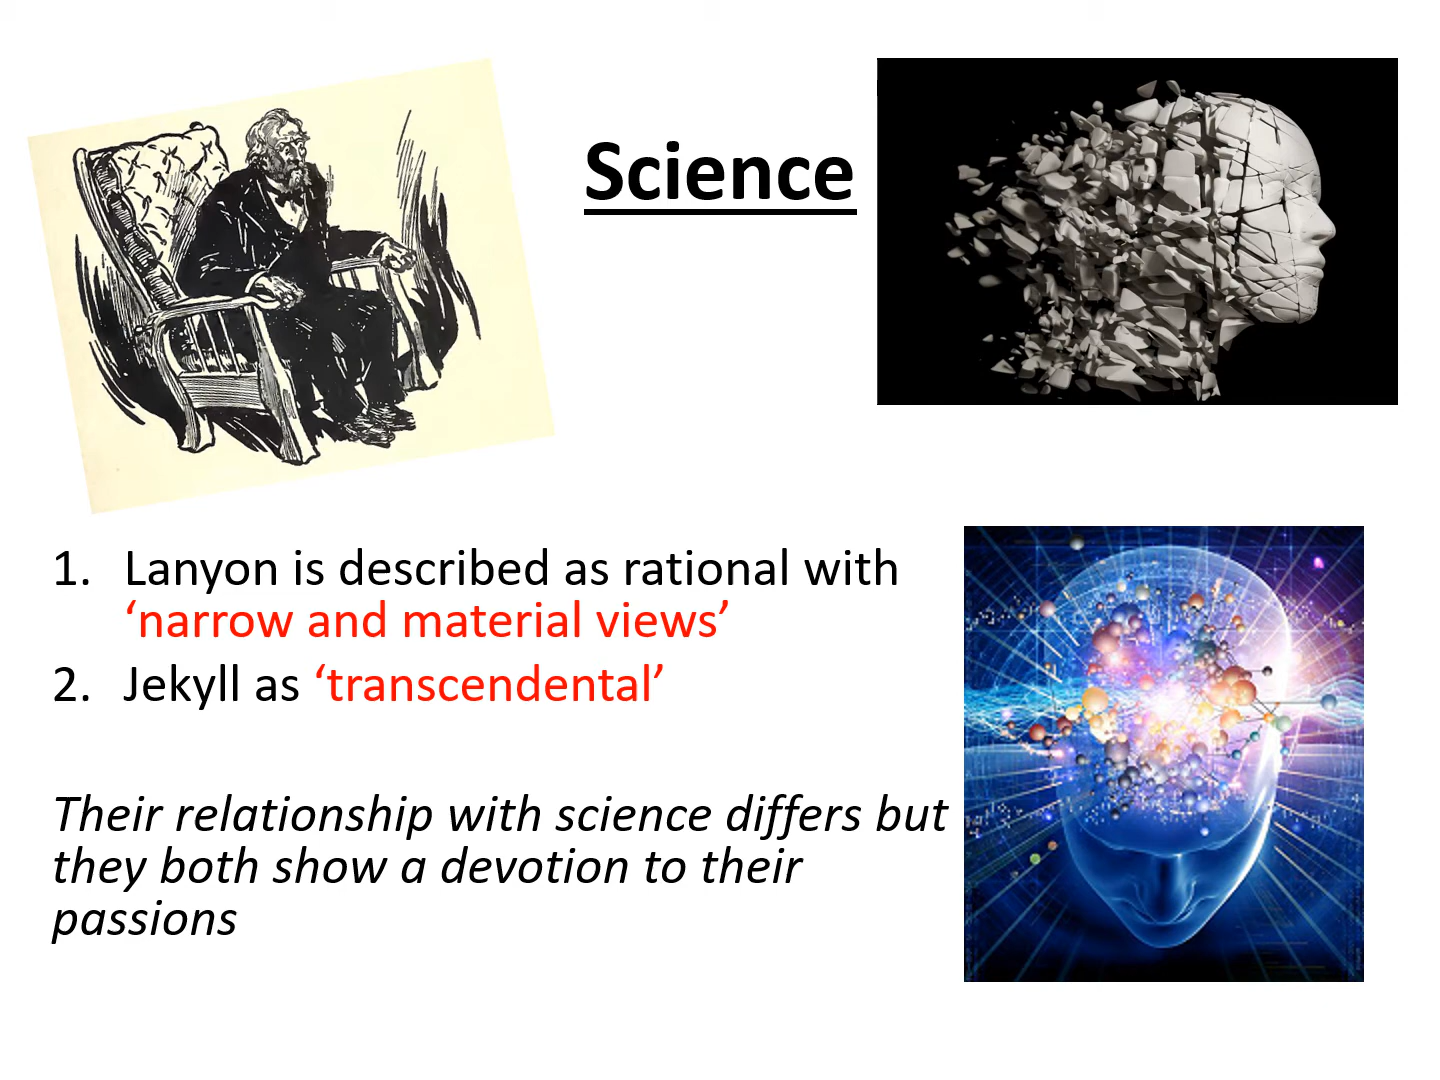 Science
1. Lanyon is described as rational with
‘narrow and material views’
2. Jekyll as ‘transcendental’
Their relationship with science differs but
they both show a devotion to their
passions